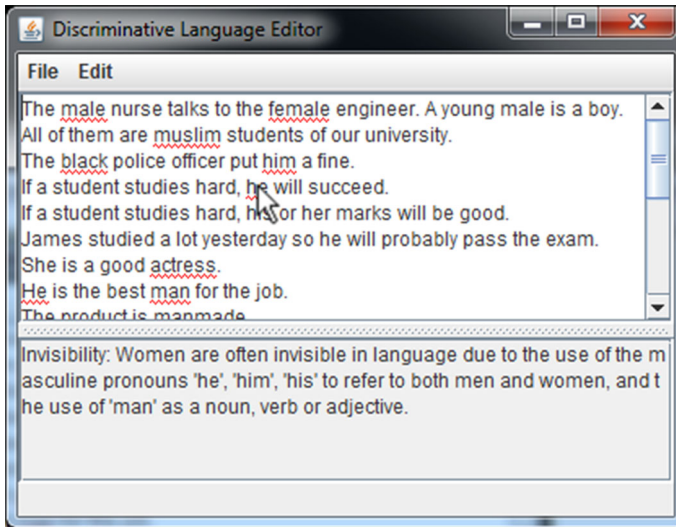 Discriminative Language Editor
File Edit
The male nurse talks to the female engineer. A young male is a boy.
All of them are muslim students of our university.
The black police officer put him a fine.
If a student studies hard, he will succeed.
If a student studies hard, his or her marks will be good.
James studied a lot yesterday so he will probably pass the exam.
She is a good actress.
He is the best man for the job.
The product is manmade
Invisibility: Women are often invisible in language due to the use of the m
asculine pronouns 'he', 'him', 'his' to refer to both men and women, and t
he use of 'man' as a noun, verb or adjective.